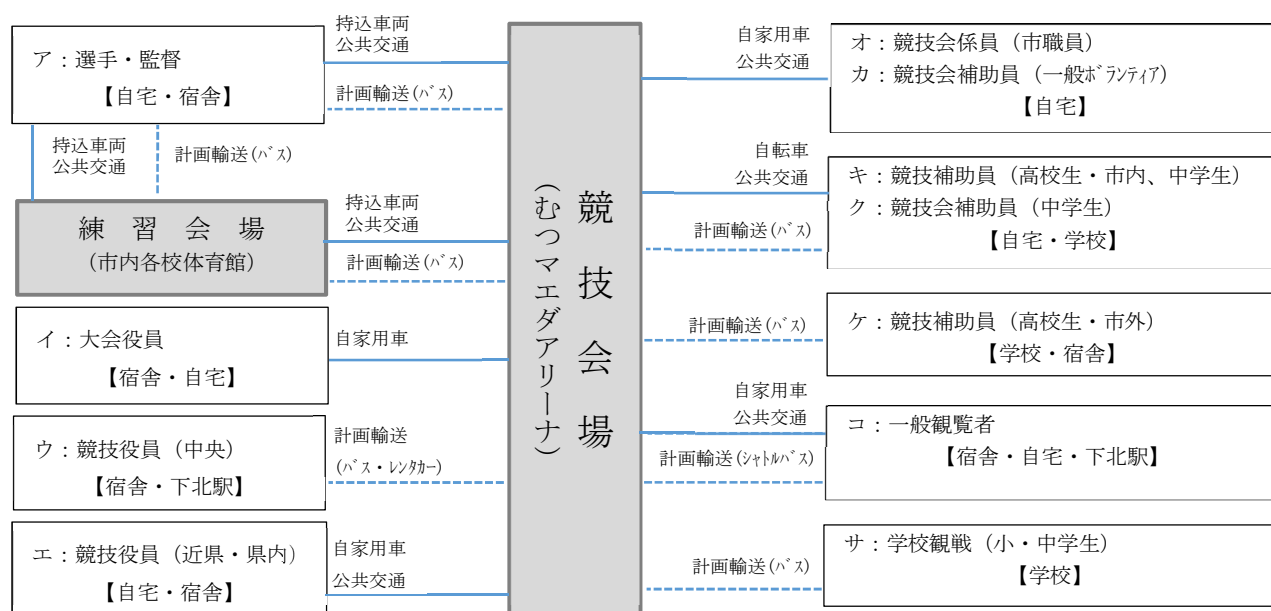 持込車両
公共交通
ア：選手・監督
【自宅・宿舎】
計画輸送(ﾊﾞｽ)
持込車両
公共交通
計画輸送(ﾊﾞｽ)
練習会場
(市内各校体育館)
持込車両
公共交通
計画輸送(ﾊﾞｽ)
イ：大会役員
【宿舎・自宅】
自家用車
ウ：競技役員（中央）
【宿舎・下北駅】
計画輸送
(ﾊﾞｽ・ﾚﾝﾀｶｰ)
エ：競技役員（近県・県内）
【自宅・宿舎】
自家用車
公共交通
競技会場
(むつマエダアリーナ)
自家用車
公共交通
オ：競技会係員（市職員）
カ：競技会補助員（一般ﾎﾞﾗﾝﾃｨｱ）
【自宅】
自転車
公共交通
計画輸送(ﾊﾞｽ)
キ：競技補助員（高校生・市内、中学生）
ク：競技会補助員（中学生）
【自宅・学校】
計画輸送(ﾊﾞｽ)
ケ：競技補助員（高校生・市外）
【学校・宿舎】
自家用車
公共交通
計画輸送(ｼｬﾄﾙﾊﾞｽ)
コ：一般観覧者
【宿舎・自宅・下北駅】
計画輸送(ﾊﾞｽ)
サ：学校観戦（小・中学生）
【学校】